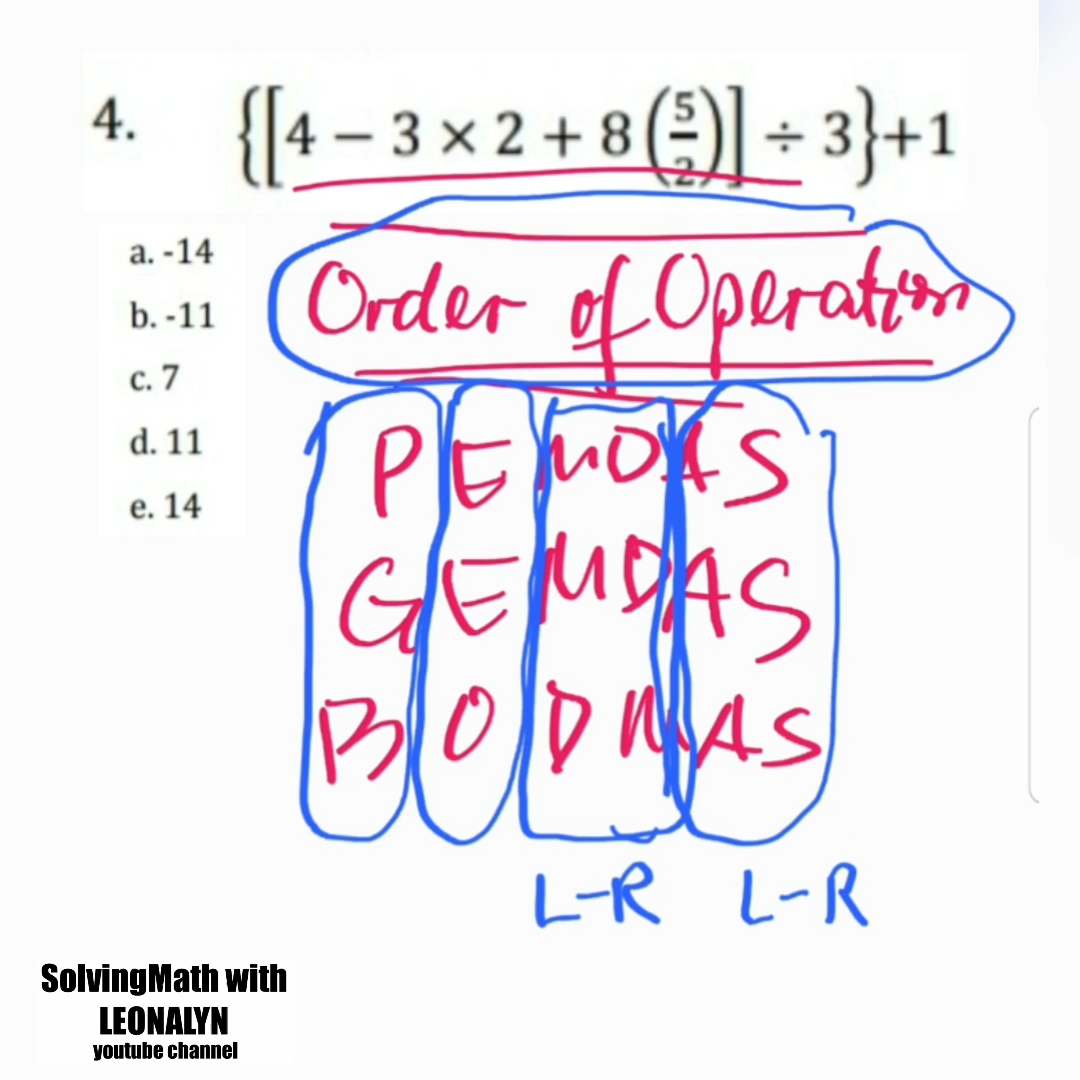 4. {[4 − 3 × 2 + 8(5/2)] ÷ 3}+1
a. -14
b. -11
c. 7
d. 11
e. 14
Order of Operation
PEMDAS
GEMDAS
BODMAS
L-R L-R
SolvingMath with
LEONALYN
youtube channel